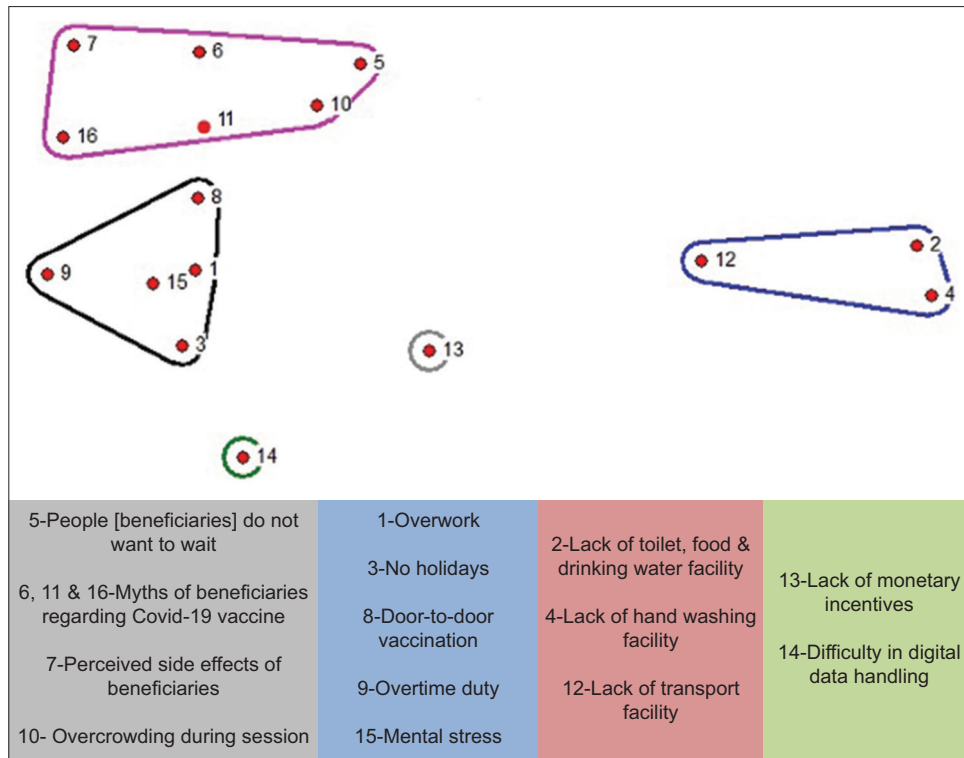 7
6
5
10
11
16
8
9
1
15
3
2
12
4
13
14
5-People [beneficiaries] do not
want to wait
6, 11 & 16-Myths of beneficiaries
regarding Covid-19 vaccine
7-Perceived side effects of
beneficiaries
10- Overcrowding during session
1-Overwork
3-No holidays
8-Door-to-door
vaccination
9-Overtime duty
15-Mental stress
2-Lack of toilet, food &
drinking water facility
4-Lack of hand washing
facility
12-Lack of transport
facility
13-Lack of monetary
incentives
14-Difficulty in digital
data handling